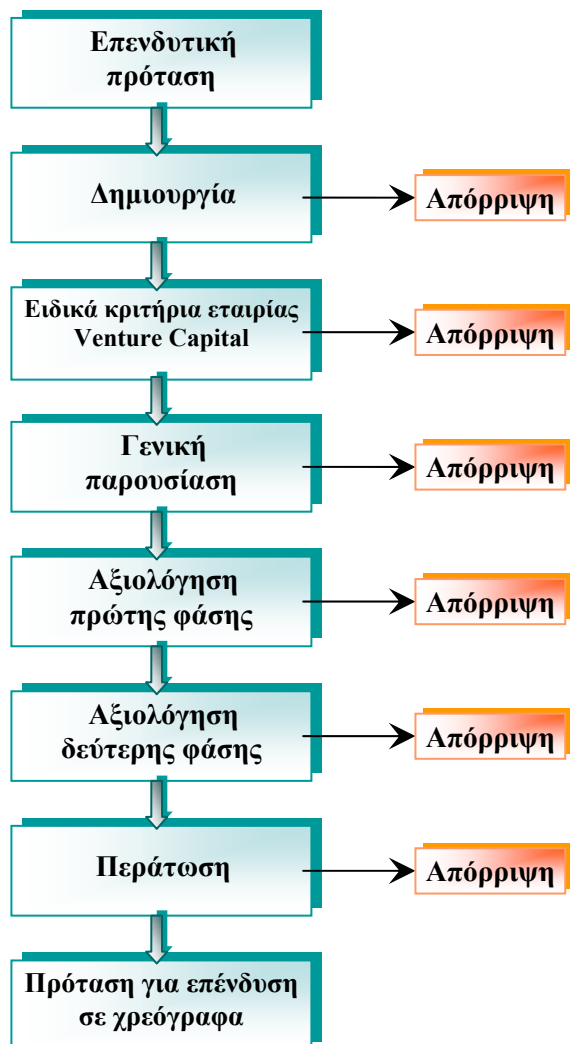 Επενδυτική
πρόταση
Δημιουργία
Απόρριψη
Ειδικά κριτήρια εταιρίας
Venture Capital
Απόρριψη
Γενική
παρουσίαση
Απόρριψη
Αξιολόγηση
πρώτης φάσης
Απόρριψη
Αξιολόγηση
δεύτερης φάσης
Απόρριψη
Περάτωση
Απόρριψη
Πρόταση για επένδυση
σε χρεόγραφα